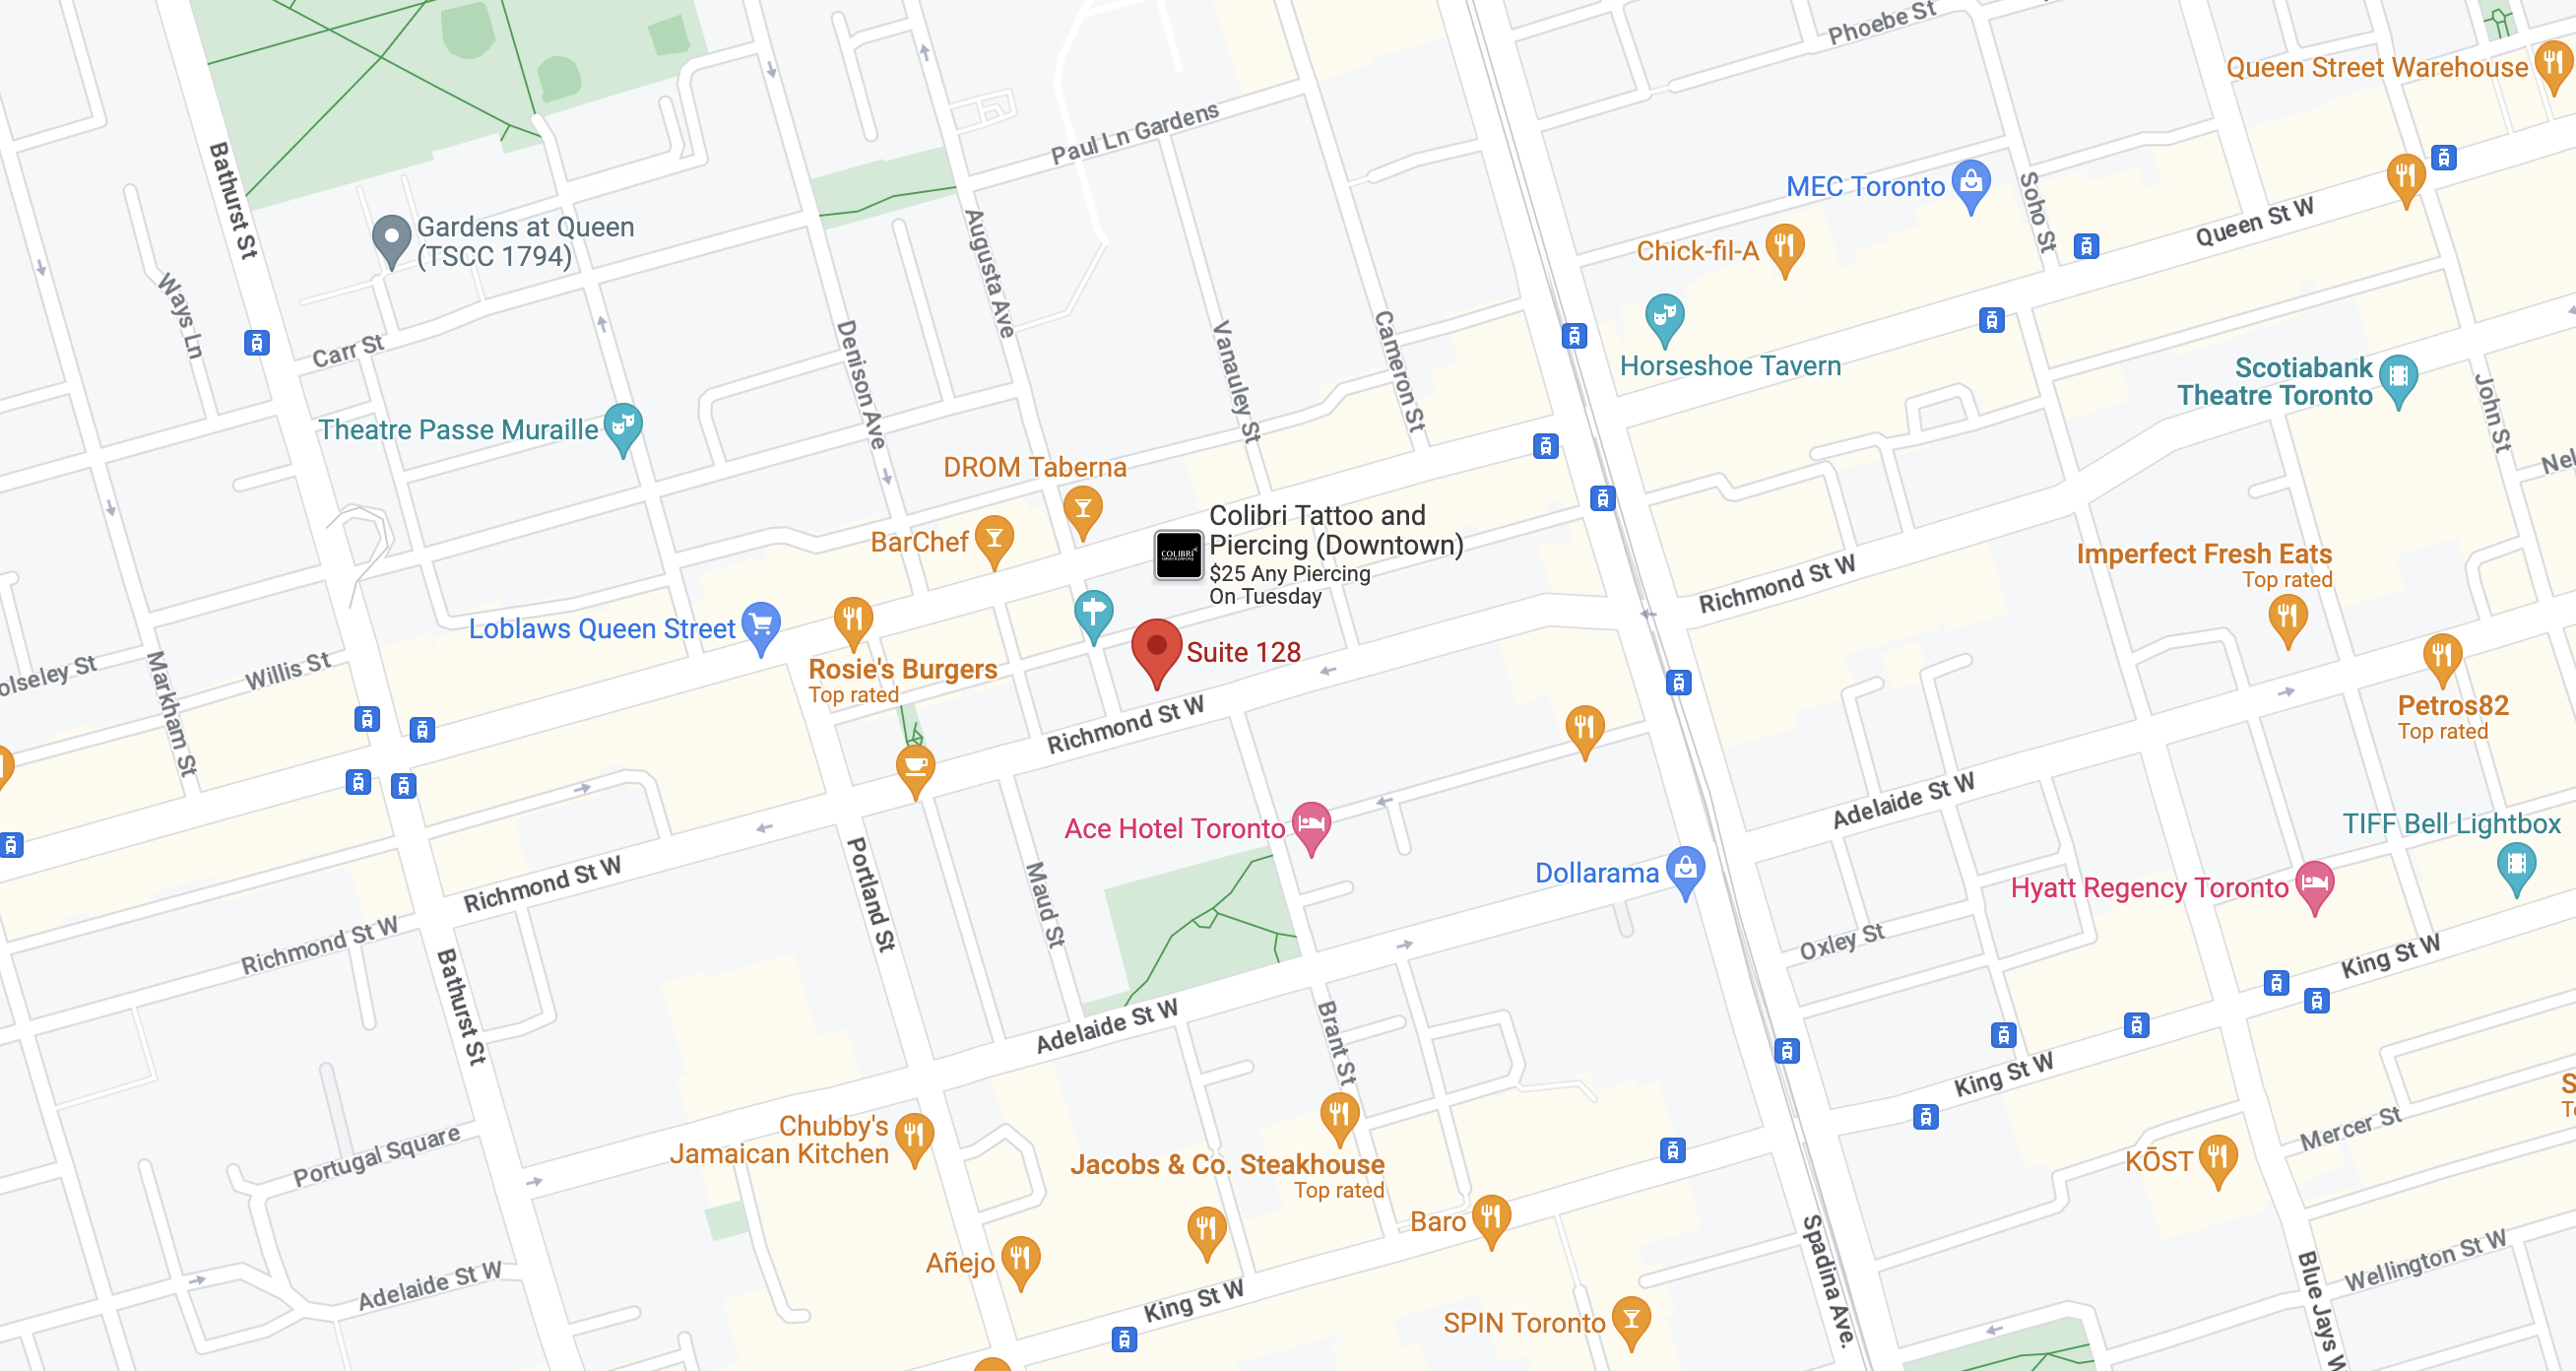 Phoebe St
Queen Street Warehouse
Paul Ln Gardens
Bathurst St
MEC Toronto
Soho St
Queen St W
Gardens at Queen
(TSCC 1794)
Augusta Ave
Chick-fil-A
Ways Ln
Carr St
Denison Ave
Vanauley St
Cameron St
Horseshoe Tavern
Scotiabank
Theatre Toronto
John St
Theatre Passe Muraille
DROM Taberna
BarChef
COLIBRI
Colibri Tattoo and
Piercing (Downtown)
$25 Any Piercing
On Tuesday
Richmond St W
Imperfect Fresh Eats
Top rated
Loblaws Queen Street
Suite 128
Willis St
Markham St
Rosie's Burgers
Top rated
Richmond St W
Petros82
Top rated
Adelaide St W
TIFF Bell Lightbox
Ace Hotel Toronto
Dollarama
Hyatt Regency Toronto
Richmond St W
Portland St
Maud St
Richmond St W
Oxley St
King St W
Bathurst St
Adelaide St W
Brant St
King St W
Chubby's
Jamaican Kitchen
Portugal Square
Jacobs & Co. Steakhouse
Top rated
KŌST
Mercer St
Baro
Añejo
Spadina Ave.
Wellington St W
Adelaide St W
King St W
SPIN Toronto
Blue Jays W